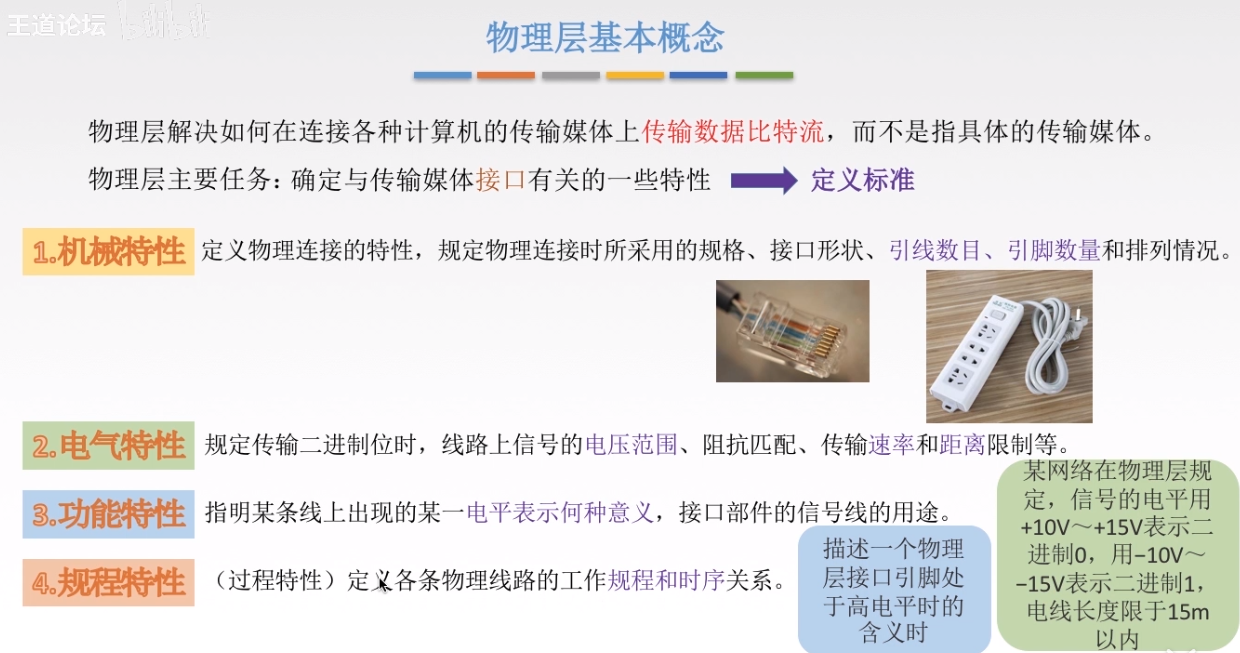 王道论坛 bilibili
物理层基本概念
物理层解决如何在连接各种计算机的传输媒体上传输数据比特流，而不是指具体的传输媒体。
物理层主要任务：确定与传输媒体接口有关的一些特性 定义标准
1.机械特性 定义物理连接的特性，规定物理连接时所采用的规格、接口形状、引线数目、引脚数量和排列情况。
2.电气特性 规定传输二进制位时，线路上信号的电压范围、阻抗匹配、传输速率和距离限制等。
3.功能特性 指明某条线上出现的某一电平表示何种意义，接口部件的信号线的用途。
4.规程特性 （过程特性）定义各条物理线路的工作规程和时序关系。
描述一个物理
层接口引脚处
于高电平时的
含义时
某网络在物理层规
定，信号的电平用
+10V～+15V表示二
进制0，用−10V～
−15V表示二进制1，
电线长度限于15m
以内